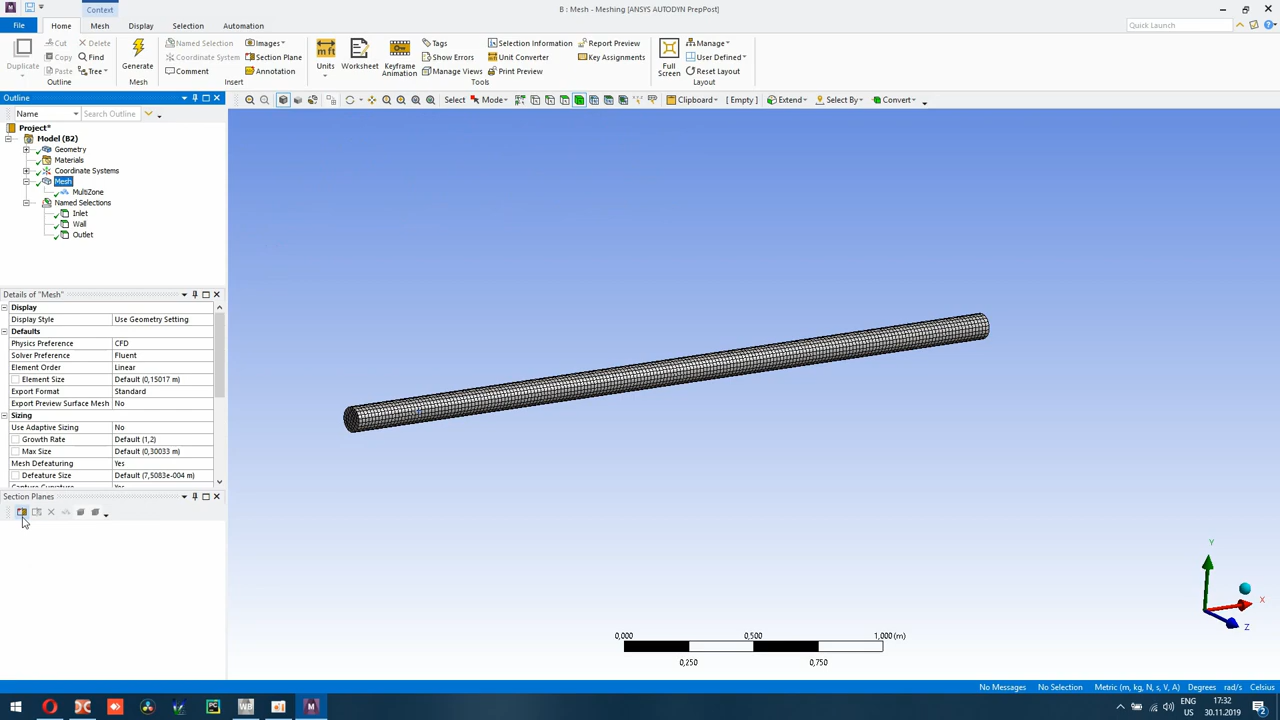 Context
B : Mesh - Meshing [ANSYS AUTODYN PrepPost]
File Home Mesh Display Selection Automation
Quick Launch
Duplicate
Cut
Copy
Paste
Delete
Find
Tree
Outline
Generate
Mesh
Named Selection
Coordinate System
Comment
Images
Section Plane
Annotation
Insert
Units
Worksheet
Keyframe
Animation
Tags
Show Errors
Manage Views
Selection Information
Unit Converter
Print Preview
Report Preview
Key Assignments
Tools
Full
Screen
Manage
User Defined
Reset Layout
Layout
Outline
Select Mode Clipboard [ Empty ] Extend Select By Convert
Name Search Outline
Project*
Model (B2)
Geometry
Materials
Coordinate Systems
Mesh
MultiZone
Named Selections
Inlet
Wall
Outlet
Details of "Mesh"
Display
Display Style Use Geometry Setting
Defaults
Physics Preference CFD
Solver Preference Fluent
Element Order Linear
Element Size Default (0,15017 m)
Export Format Standard
Export Preview Surface Mesh No
Sizing
Use Adaptive Sizing No
Growth Rate Default (1,2)
Max Size Default (0,30033 m)
Mesh Defeaturing Yes
Defeature Size Default (7,5083e-004 m)
Section Planes
Y
X
Z
0,000 0,500 1,000 (m)
0,250 0,750
No Messages No Selection Metric (m, kg, N, s, V, A) Degrees rad/s Celsius
ENG
US
17:32
30.11.2019
2